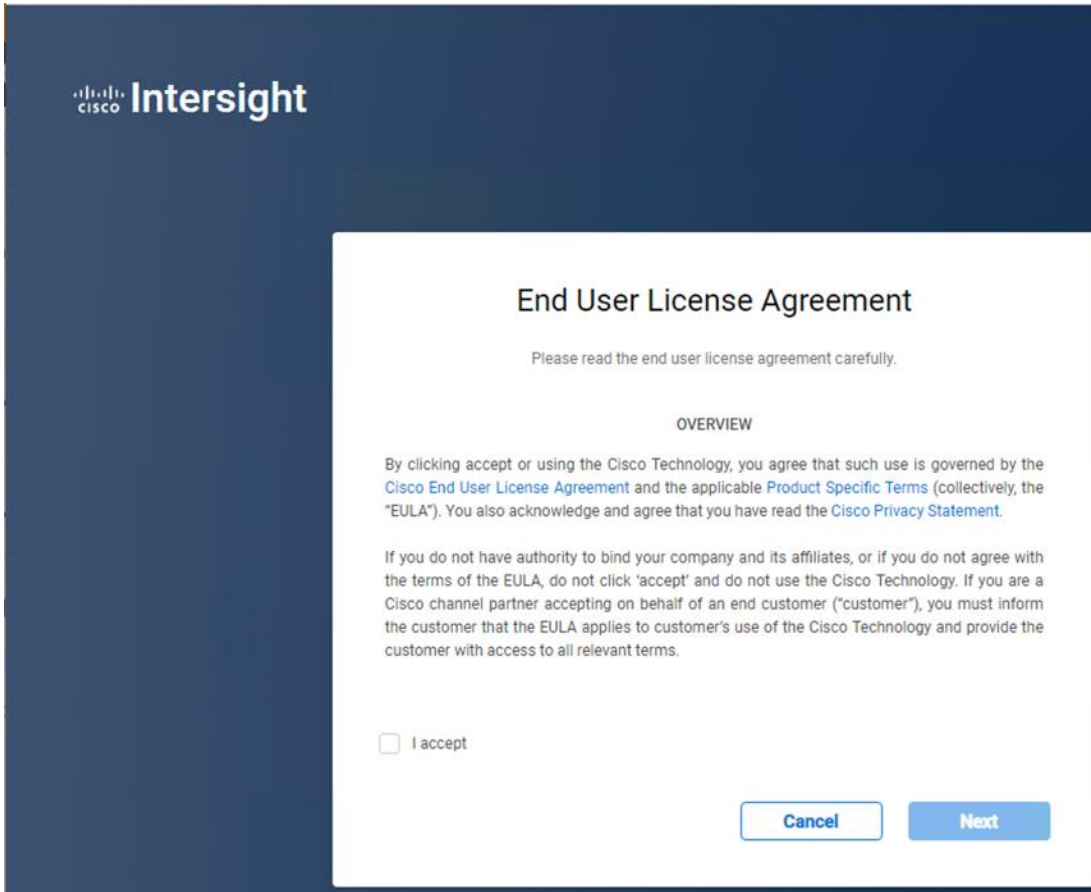 cisco Intersight
End User License Agreement
Please read the end user license agreement carefully.
OVERVIEW
By clicking accept or using the Cisco Technology, you agree that such use is governed by the
Cisco End User License Agreement and the applicable Product Specific Terms (collectively, the
“EULA”). You also acknowledge and agree that you have read the Cisco Privacy Statement.
If you do not have authority to bind your company and its affiliates, or if you do not agree with
the terms of the EULA, do not click ‘accept’ and do not use the Cisco Technology. If you are a
Cisco channel partner accepting on behalf of an end customer (“customer”), you must inform
the customer that the EULA applies to customer’s use of the Cisco Technology and provide the
customer with access to all relevant terms.
I accept
Cancel Next